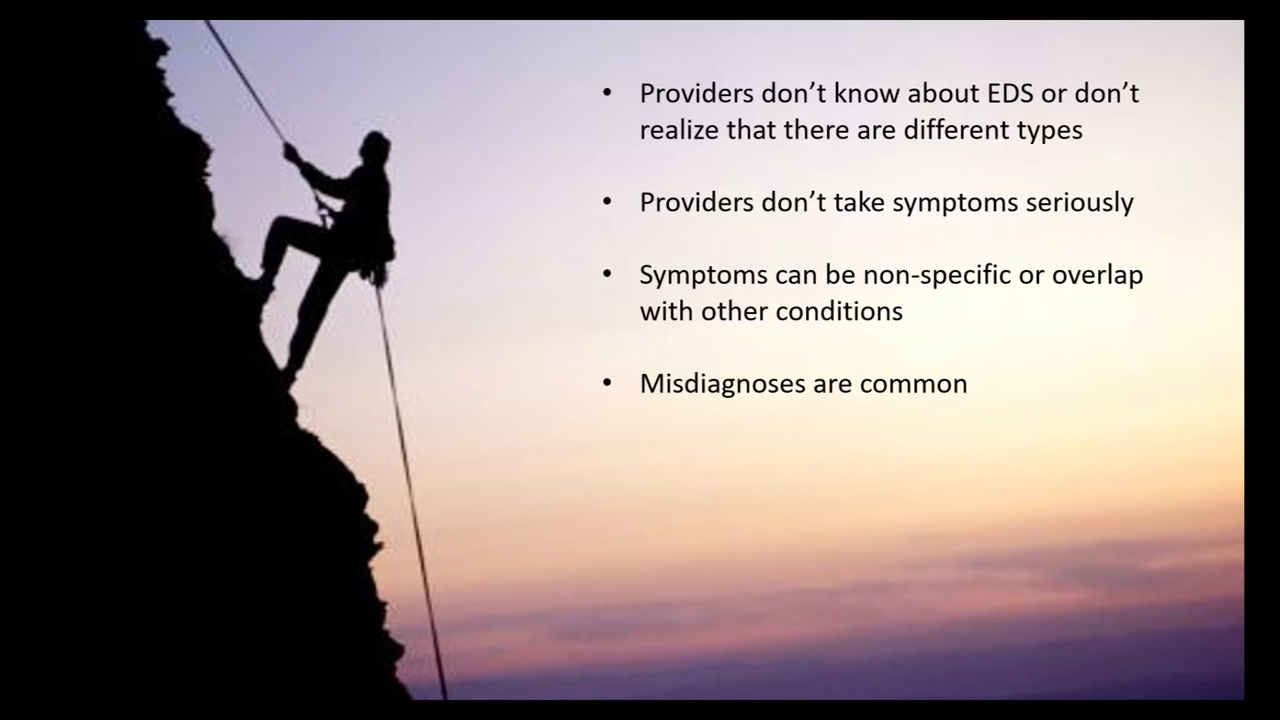 • Providers don’t know about EDS or don’t
realize that there are different types
• Providers don’t take symptoms seriously
• Symptoms can be non-specific or overlap
with other conditions
• Misdiagnoses are common